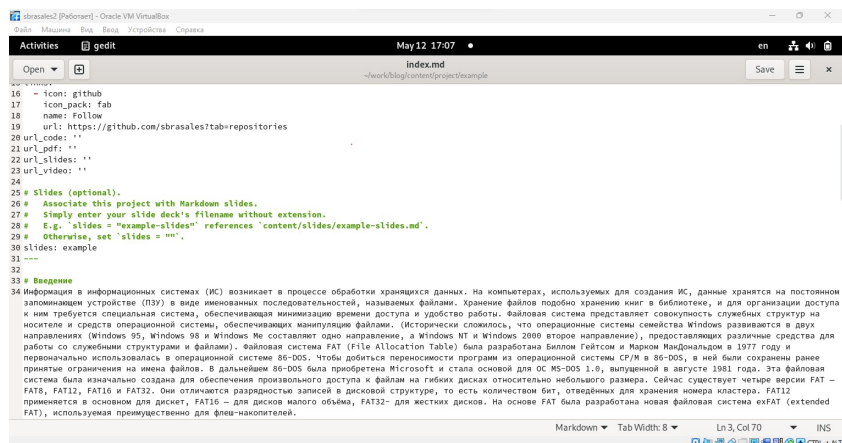 sbrasales2 [Работает] - Oracle VM VirtualBox
Файл Машина Вид Ввод Устройства Справка
Activities gedit May 12 17:07 en
Open index.md Save
~/work/blog/content/project/example
16 - icon: github
17 icon_pack: fab
18 name: Follow
19 url: https://github.com/sbrasales?tab=repositories
20 url_code: ''
21 url_pdf: ''
22 url_slides: ''
23 url_video: ''
24
25 # Slides (optional).
26 # Associate this project with Markdown slides.
27 # Simply enter your slide deck's filename without extension.
28 # E.g. `slides = "example-slides"` references `content/slides/example-slides.md`.
29 # Otherwise, set `slides = ""`.
30 slides: example
31 ---
32
33 # Введение
34 Информация в информационных системах (ИС) возникает в процессе обработки хранящихся данных. На компьютерах, используемых для создания ИС, данные хранятся на постоянном
запоминающем устройстве (ПЗУ) в виде именованных последовательностей, называемых файлами. Хранение файлов подобно хранению книг в библиотеке, и для организации доступа
к ним требуется специальная система, обеспечивающая минимизацию времени доступа и удобство работы. Файловая система представляет совокупность служебных структур на
носителе и средств операционной системы, обеспечивающих манипуляцию файлами. (Исторически сложилось, что операционные системы семейства Windows развиваются в двух
направлениях (Windows 95, Windows 98 и Windows Me составляют одно направление, а Windows NT и Windows 2000 второе направление), предоставляющих различные средства для
работы со служебными структурами и файлами). Файловая система FAT (File Allocation Table) была разработана Биллом Гейтсом и Марком МакДональдом в 1977 году и
первоначально использовалась в операционной системе 86-DOS. Чтобы добиться переносимости программ из операционной системы CP/M в 86-DOS, в ней были сохранены ранее
принятые ограничения на имена файлов. В дальнейшем 86-DOS была приобретена Microsoft и стала основой для ОС MS-DOS 1.0, выпущенной в августе 1981 года. Эта файловая
система была изначально создана для обеспечения произвольного доступа к файлам на гибких дисках относительно небольшого размера. Сейчас существует четыре версии FAT —
FAT8, FAT12, FAT16 и FAT32. Они отличаются разрядностью записей в дисковой структуре, то есть количеством бит, отведённых для хранения номера кластера. FAT12
применяется в основном для дискет, FAT16 — для дисков малого объёма, FAT32- для жестких дисков. На основе FAT была разработана новая файловая система exFAT (extended
FAT), используемая преимущественно для флеш-накопителей.
Markdown Tab Width: 8 Ln 3, Col 70 INS